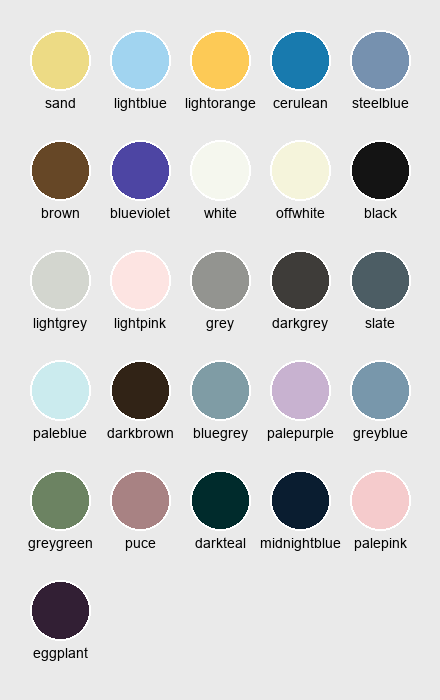 sand lightblue lightorange cerulean steelblue
brown blueviolet white offwhite black
lightgrey lightpink grey darkgrey slate
paleblue darkbrown bluegrey palepurple greyblue
greygreen puce darkteal midnightblue palepink
eggplant